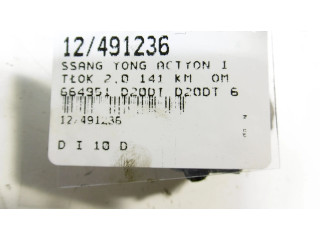 12/491236
SSANG YONG ACTYON I
TŁOK 2.0 141 KM OM
664951 D20DT D20DT 6
12/491236
D I 10 D